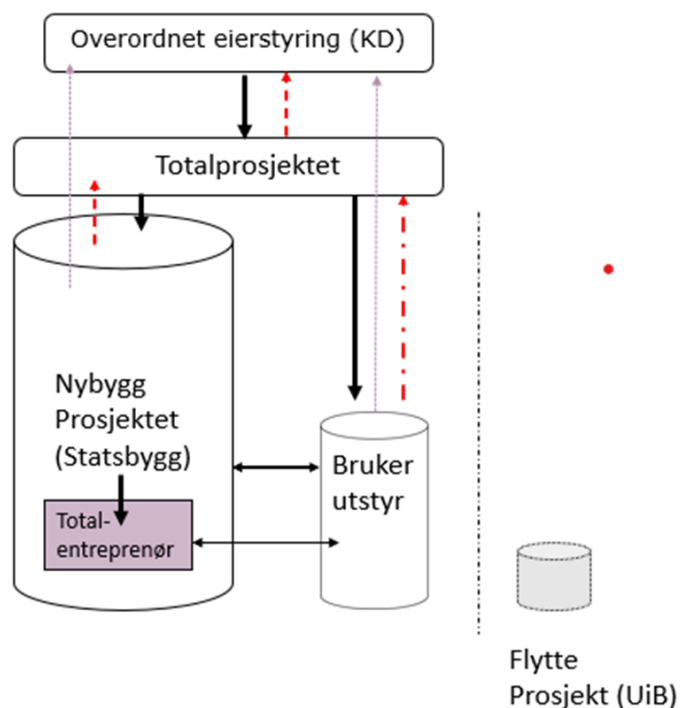 Overordnet eierstyring (KD)
Totalprosjektet
Nybygg
Prosjektet
(Statsbygg)
Total-
entreprenør
Bruker
utstyr
Flytte
Prosjekt (UiB)